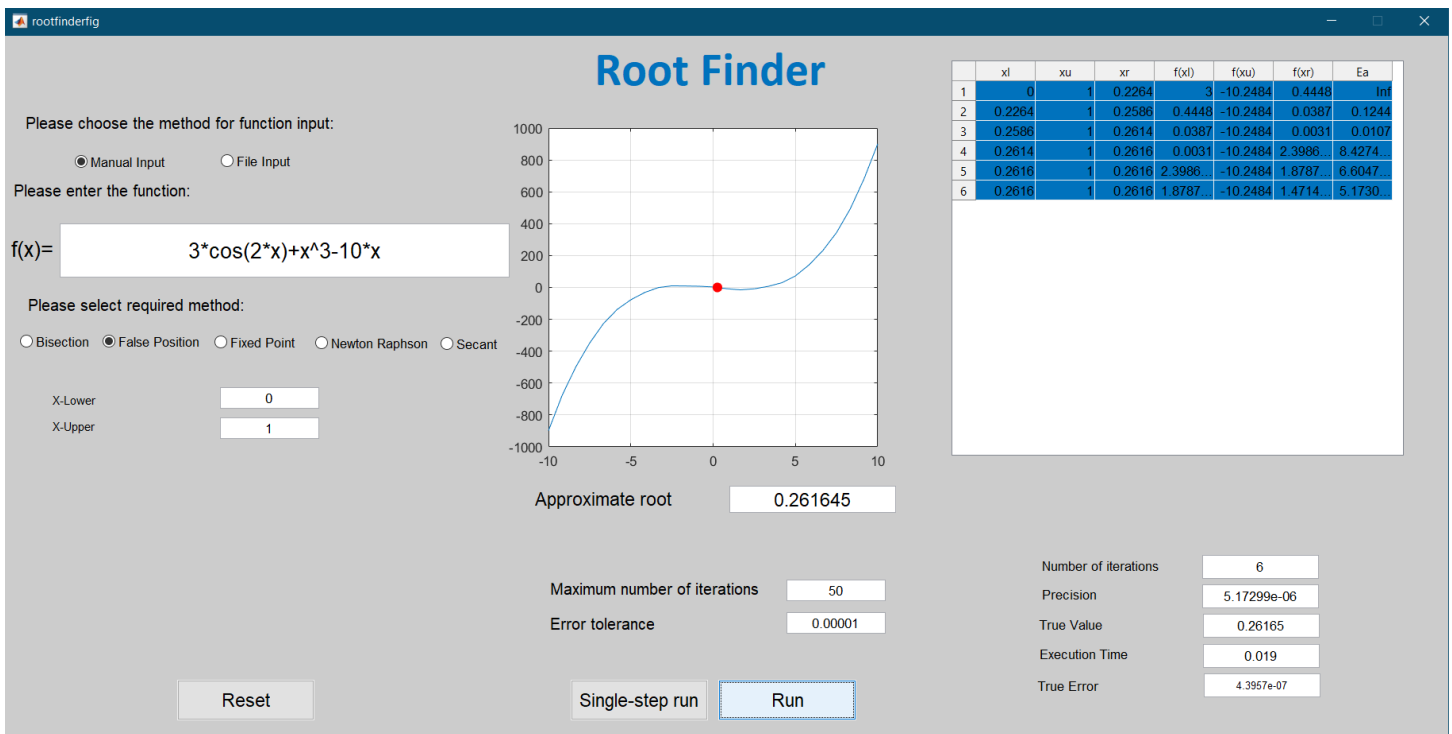 rootfinderfig
Root Finder
Please choose the method for function input:
Manual Input File Input
Please enter the function:
f(x)= 3*cos(2*x)+x^3-10*x
Please select required method:
Bisection False Position Fixed Point Newton Raphson Secant
X-Lower 0
X-Upper 1
1000
800
600
400
200
0
-200
-400
-600
-800
-1000
-10 -5 0 5 10
Approximate root 0.261645
Maximum number of iterations 50
Error tolerance 0.00001
Reset Single-step run Run
xl xu xr f(xl) f(xu) f(xr) Ea
1 0 1 0.2264 3 -10.2484 0.4448 Inf
2 0.2264 1 0.2586 0.4448 -10.2484 0.0387 0.1244
3 0.2586 1 0.2614 0.0387 -10.2484 0.0031 0.0107
4 0.2614 1 0.2616 0.0031 -10.2484 2.3986... 8.4274...
5 0.2616 1 0.2616 2.3986... -10.2484 1.8787... 6.6047...
6 0.2616 1 0.2616 1.8787... -10.2484 1.4714... 5.1730...
Number of iterations 6
Precision 5.17299e-06
True Value 0.26165
Execution Time 0.019
True Error 4.3957e-07